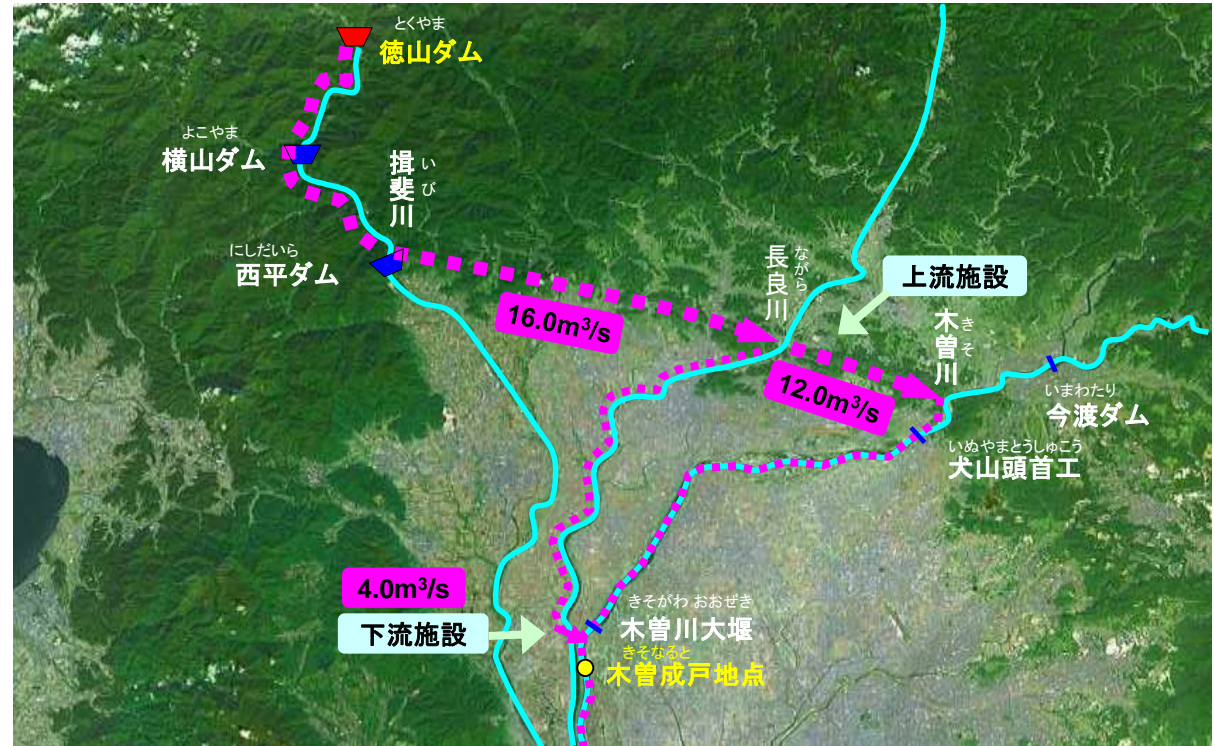 とくやま
徳山ダム
よこやま
横山ダム
揖斐川
いび
にしだいら
西平ダム
長良川
ながら
上流施設
16.0m³/s
木曽川
きそ
12.0m³/s
いまわたり
今渡ダム
いぬやまとうしゅこう
犬山頭首工
4.0m³/s
下流施設
きそがわ おおぜき
木曽川大堰
きそなると
木曽成戸地点